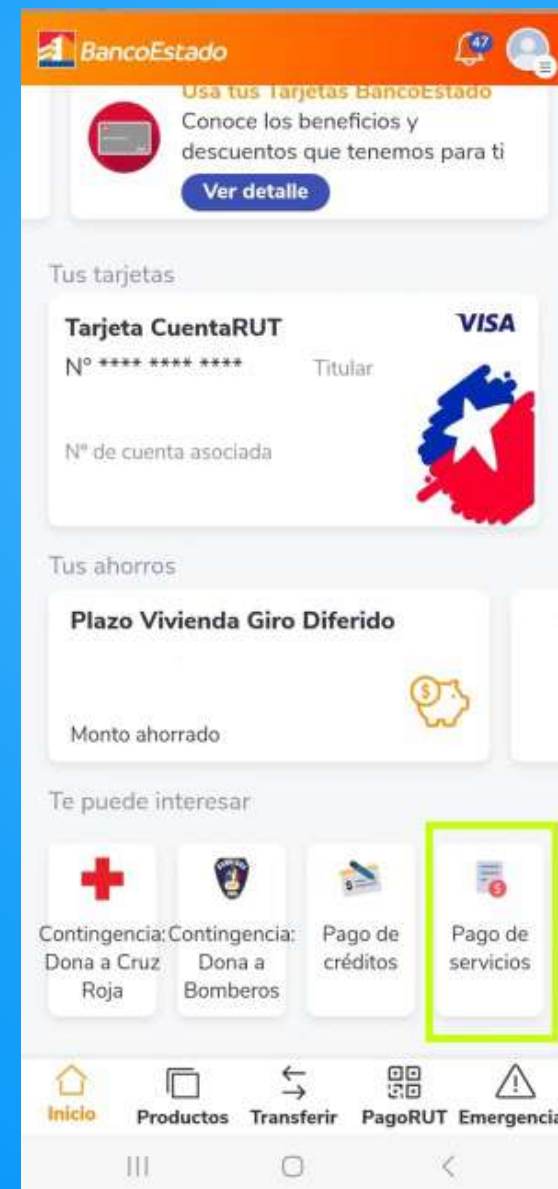 BancoEstado
47
Usa tus Tarjetas BancoEstado
Conoce los beneficios y
descuentos que tenemos para ti
Ver detalle
Tus tarjetas
Tarjeta CuentaRUT
VISA
N° **** **** ****
Titular
N° de cuenta asociada
Tus ahorros
Plazo Vivienda Giro Diferido
Monto ahorrado
Te puede interesar
Contingencia:
Dona a Cruz
Roja
Contingencia:
Dona a
Bomberos
Pago de
créditos
Pago de
servicios
Inicio
Productos
Transferir
PagoRUT
Emergencia